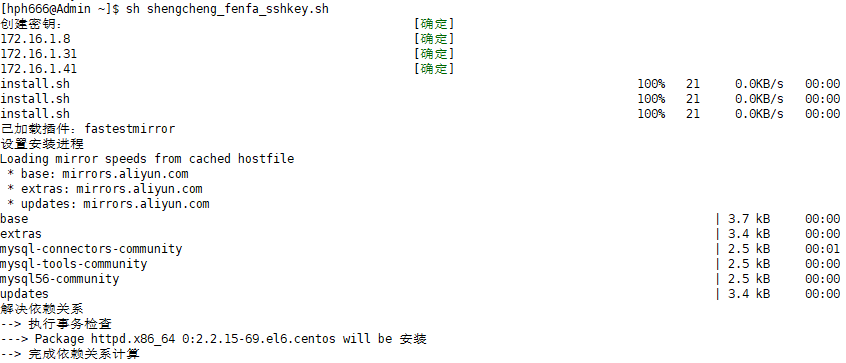 [hph666@Admin ~]$ sh shengcheng_fenfa_sshkey.sh
创建密钥: [确定]
172.16.1.8 [确定]
172.16.1.31 [确定]
172.16.1.41 [确定]
install.sh 100% 21 0.0KB/s 00:00
install.sh 100% 21 0.0KB/s 00:00
install.sh 100% 21 0.0KB/s 00:00
已加载插件: fastestmirror
设置安装进程
Loading mirror speeds from cached hostfile
* base: mirrors.aliyun.com
* extras: mirrors.aliyun.com
* updates: mirrors.aliyun.com
base | 3.7 kB 00:00
extras | 3.4 kB 00:00
mysql-connectors-community | 2.5 kB 00:01
mysql-tools-community | 2.5 kB 00:00
mysql56-community | 2.5 kB 00:00
updates | 3.4 kB 00:00
解决依赖关系
--> 执行事务检查
---> Package httpd.x86_64 0:2.2.15-69.el6.centos will be 安装
--> 完成依赖关系计算